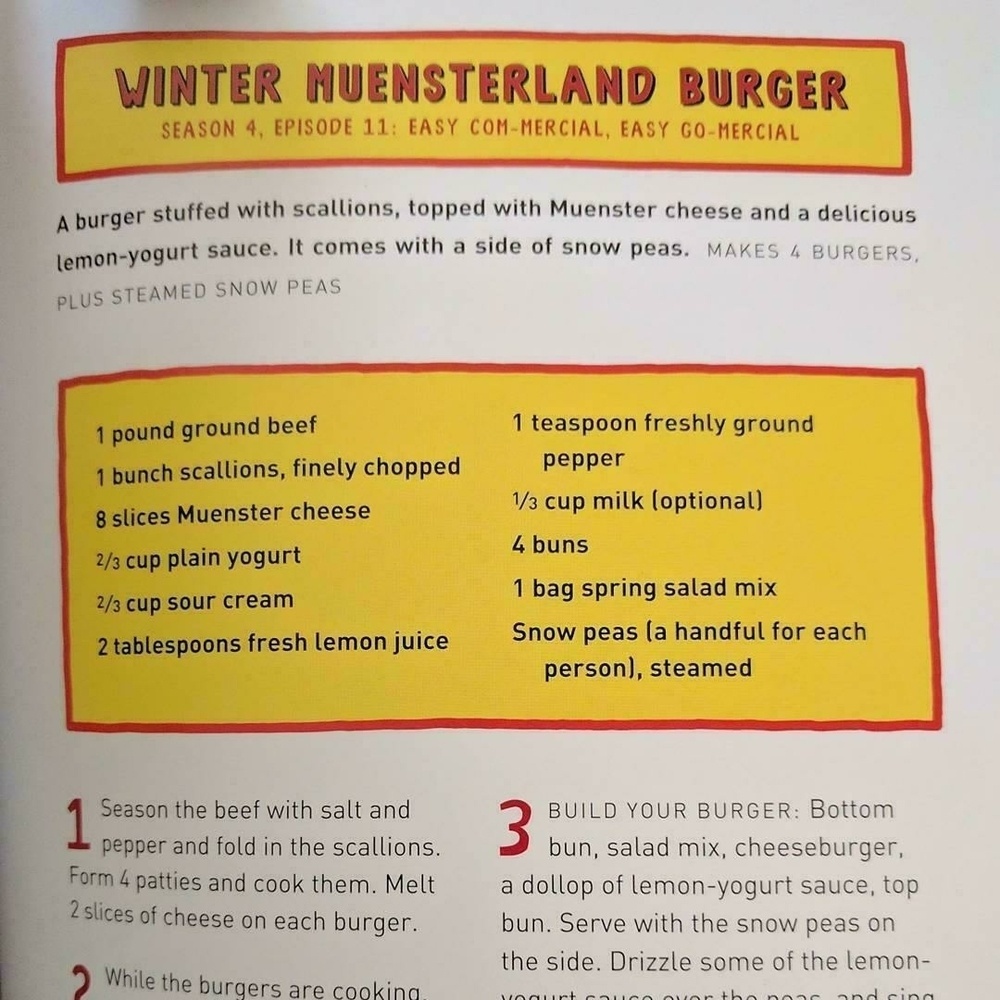 WINTER MUENSTERLAND BURGER
SEASON 4, EPISODE 11: EASY COM-MERCIAL, EASY GO-MERCIAL
A burger stuffed with scallions, topped with Muenster cheese and a delicious
lemon-yogurt sauce. It comes with a side of snow peas. MAKES 4 BURGERS,
PLUS STEAMED SNOW PEAS
1 pound ground beef
1 bunch scallions, finely chopped
8 slices Muenster cheese
2/3 cup plain yogurt
2/3 cup sour cream
2 tablespoons fresh lemon juice
1 teaspoon freshly ground
pepper
1/3 cup milk (optional)
4 buns
1 bag spring salad mix
Snow peas (a handful for each
person), steamed
1 Season the beef with salt and
pepper and fold in the scallions.
Form 4 patties and cook them. Melt
2 slices of cheese on each burger.
2 While the burgers are cooking,
3 BUILD YOUR BURGER: Bottom
bun, salad mix, cheeseburger,
a dollop of lemon-yogurt sauce, top
bun. Serve with the snow peas on
the side. Drizzle some of the lemon-
yogurt sauce over the peas, and sing